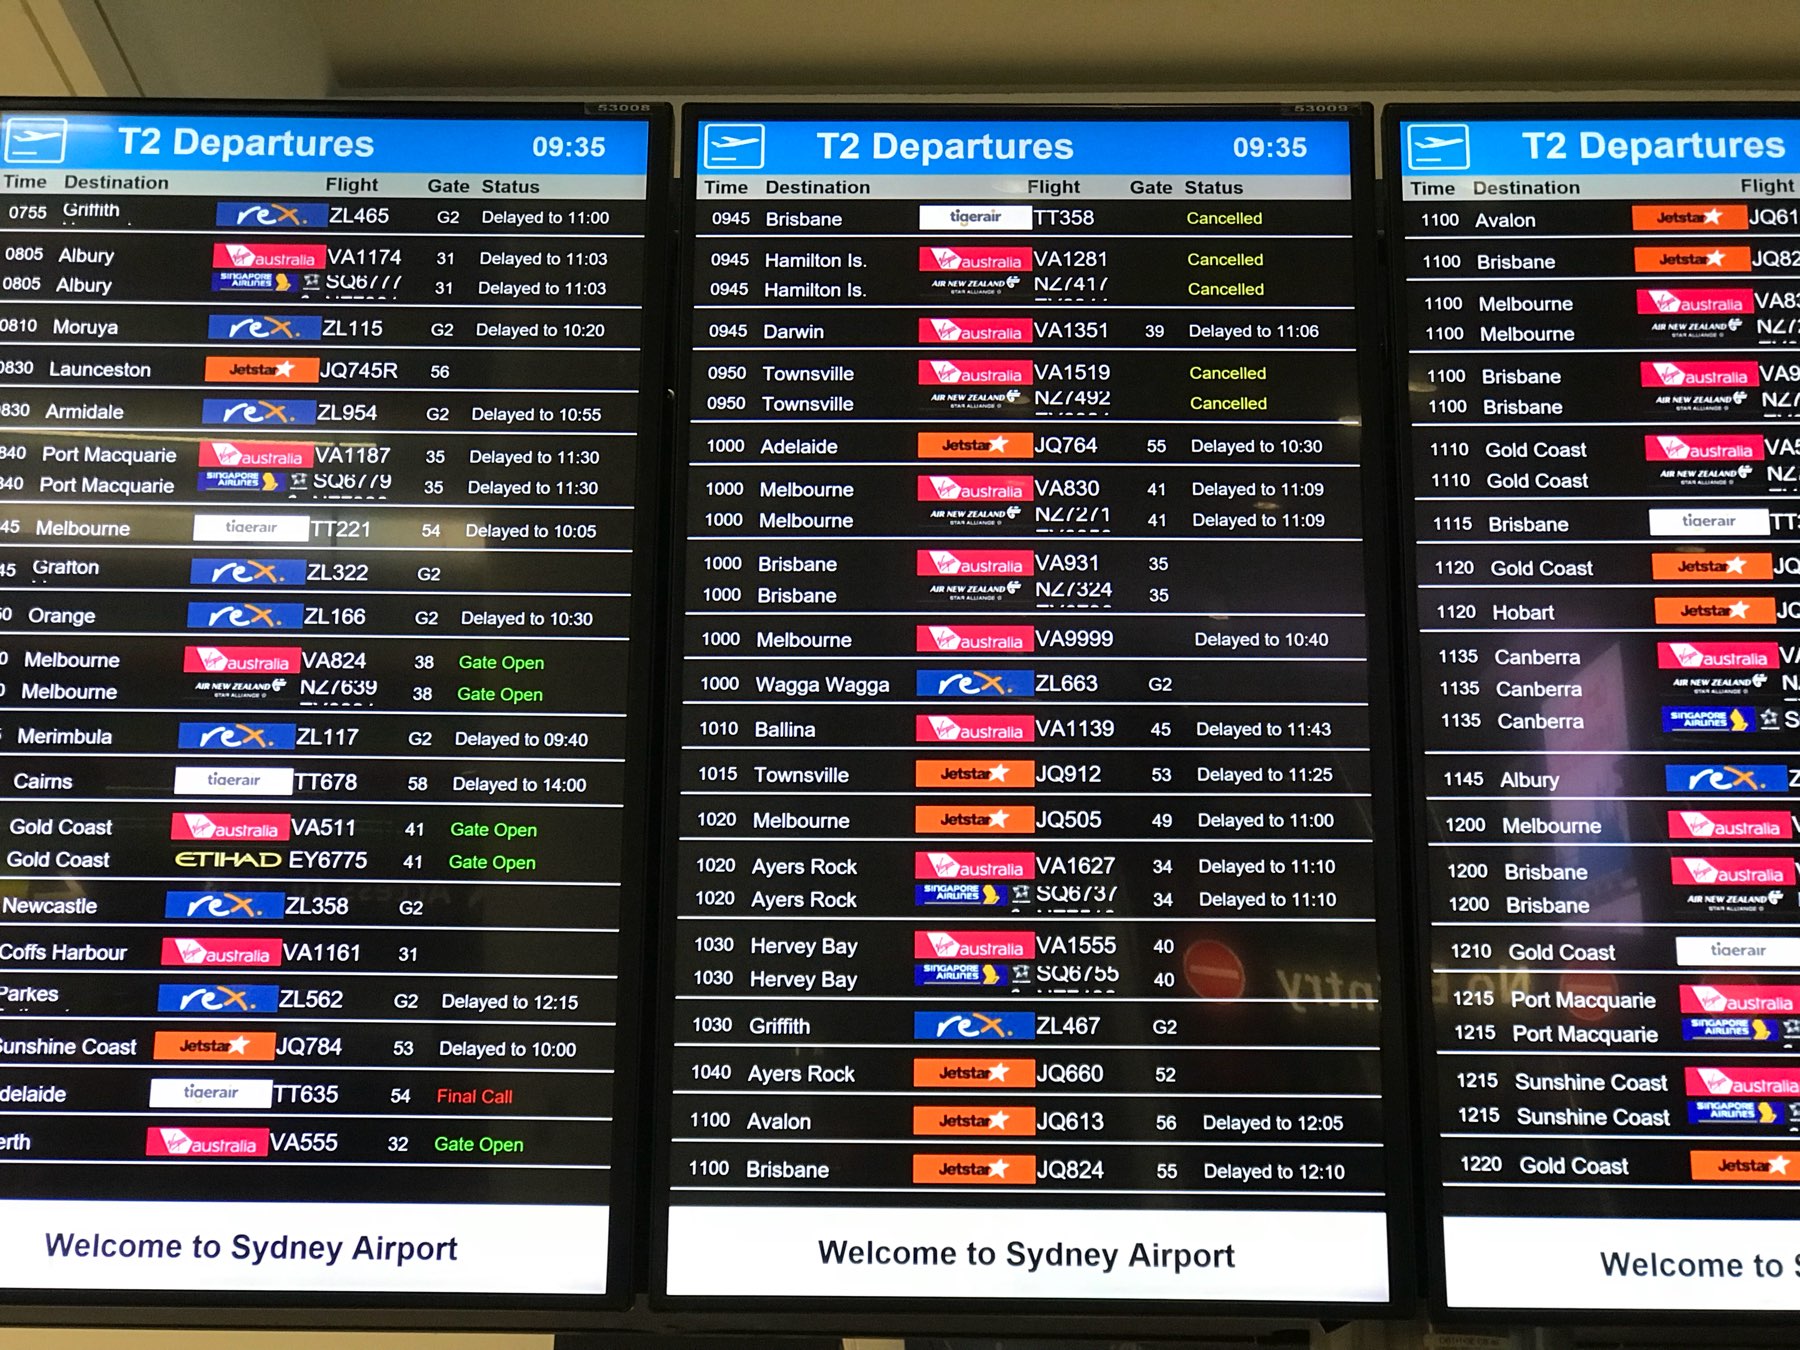 53008
T2 Departures 09:35
Time Destination Flight Gate Status
0755 Griffith rex. ZL465 G2 Delayed to 11:00
0805 Albury Virgin australia VA1174 31 Delayed to 11:03
0805 Albury SINGAPORE AIRLINES SQ6777 31 Delayed to 11:03
0810 Moruya rex. ZL115 G2 Delayed to 10:20
0830 Launceston Jetstar JQ745R 56
830 Armidale rex. ZL954 G2 Delayed to 10:55
840 Port Macquarie Virgin australia VA1187 35 Delayed to 11:30
840 Port Macquarie SINGAPORE AIRLINES SQ6779 35 Delayed to 11:30
45 Melbourne tigerair TT221 54 Delayed to 10:05
45 Grafton rex. ZL322 G2
50 Orange rex. ZL166 G2 Delayed to 10:30
0 Melbourne Virgin australia VA824 38 Gate Open
0 Melbourne AIR NEW ZEALAND STAR ALLIANCE NZ7639 38 Gate Open
Merimbula rex. ZL117 G2 Delayed to 09:40
Cairns tigerair TT678 58 Delayed to 14:00
Gold Coast Virgin australia VA511 41 Gate Open
Gold Coast ETIHAD EY6775 41 Gate Open
Newcastle rex. ZL358 G2
Coffs Harbour Virgin australia VA1161 31
Parkes rex. ZL562 G2 Delayed to 12:15
Sunshine Coast Jetstar JQ784 53 Delayed to 10:00
delaide tigerair TT635 54 Final Call
erth Virgin australia VA555 32 Gate Open
Welcome to Sydney Airport
53009
T2 Departures 09:35
Time Destination Flight Gate Status
0945 Brisbane tigerair TT358 Cancelled
0945 Hamilton Is. Virgin australia VA1281 Cancelled
0945 Hamilton Is. AIR NEW ZEALAND STAR ALLIANCE NZ7417 Cancelled
0945 Darwin Virgin australia VA1351 39 Delayed to 11:06
0950 Townsville Virgin australia VA1519 Cancelled
0950 Townsville AIR NEW ZEALAND STAR ALLIANCE NZ7492 Cancelled
1000 Adelaide Jetstar JQ764 55 Delayed to 10:30
1000 Melbourne Virgin australia VA830 41 Delayed to 11:09
1000 Melbourne AIR NEW ZEALAND STAR ALLIANCE NZ7271 41 Delayed to 11:09
1000 Brisbane Virgin australia VA931 35
1000 Brisbane AIR NEW ZEALAND STAR ALLIANCE NZ7324 35
1000 Melbourne Virgin australia VA9999 Delayed to 10:40
1000 Wagga Wagga rex. ZL663 G2
1010 Ballina Virgin australia VA1139 45 Delayed to 11:43
1015 Townsville Jetstar JQ912 53 Delayed to 11:25
1020 Melbourne Jetstar JQ505 49 Delayed to 11:00
1020 Ayers Rock Virgin australia VA1627 34 Delayed to 11:10
1020 Ayers Rock SINGAPORE AIRLINES SQ6737 34 Delayed to 11:10
1030 Hervey Bay Virgin australia VA1555 40
1030 Hervey Bay SINGAPORE AIRLINES SQ6755 40
1030 Griffith rex. ZL467 G2
1040 Ayers Rock Jetstar JQ660 52
1100 Avalon Jetstar JQ613 56 Delayed to 12:05
1100 Brisbane Jetstar JQ824 55 Delayed to 12:10
Welcome to Sydney Airport
T2 Departures
Time Destination Flight
1100 Avalon Jetstar JQ61
1100 Brisbane Jetstar JQ82
1100 Melbourne Virgin australia VA83
1100 Melbourne AIR NEW ZEALAND STAR ALLIANCE NZ7
1100 Brisbane Virgin australia VA9
1100 Brisbane AIR NEW ZEALAND STAR ALLIANCE NZ7
1110 Gold Coast Virgin australia VA5
1110 Gold Coast AIR NEW ZEALAND STAR ALLIANCE NZ
1115 Brisbane tigerair TT3
1120 Gold Coast Jetstar JQ
1120 Hobart Jetstar JQ
1135 Canberra Virgin australia VA
1135 Canberra AIR NEW ZEALAND STAR ALLIANCE N
1135 Canberra SINGAPORE AIRLINES S
1145 Albury rex. Z
1200 Melbourne Virgin australia V
1200 Brisbane Virgin australia V
1200 Brisbane AIR NEW ZEALAND STAR ALLIANCE
1210 Gold Coast tigerair
1215 Port Macquarie Virgin australia
1215 Port Macquarie SINGAPORE AIRLINES
1215 Sunshine Coast Virgin australia
1215 Sunshine Coast SINGAPORE AIRLINES
1220 Gold Coast Jetstar
Welcome to S